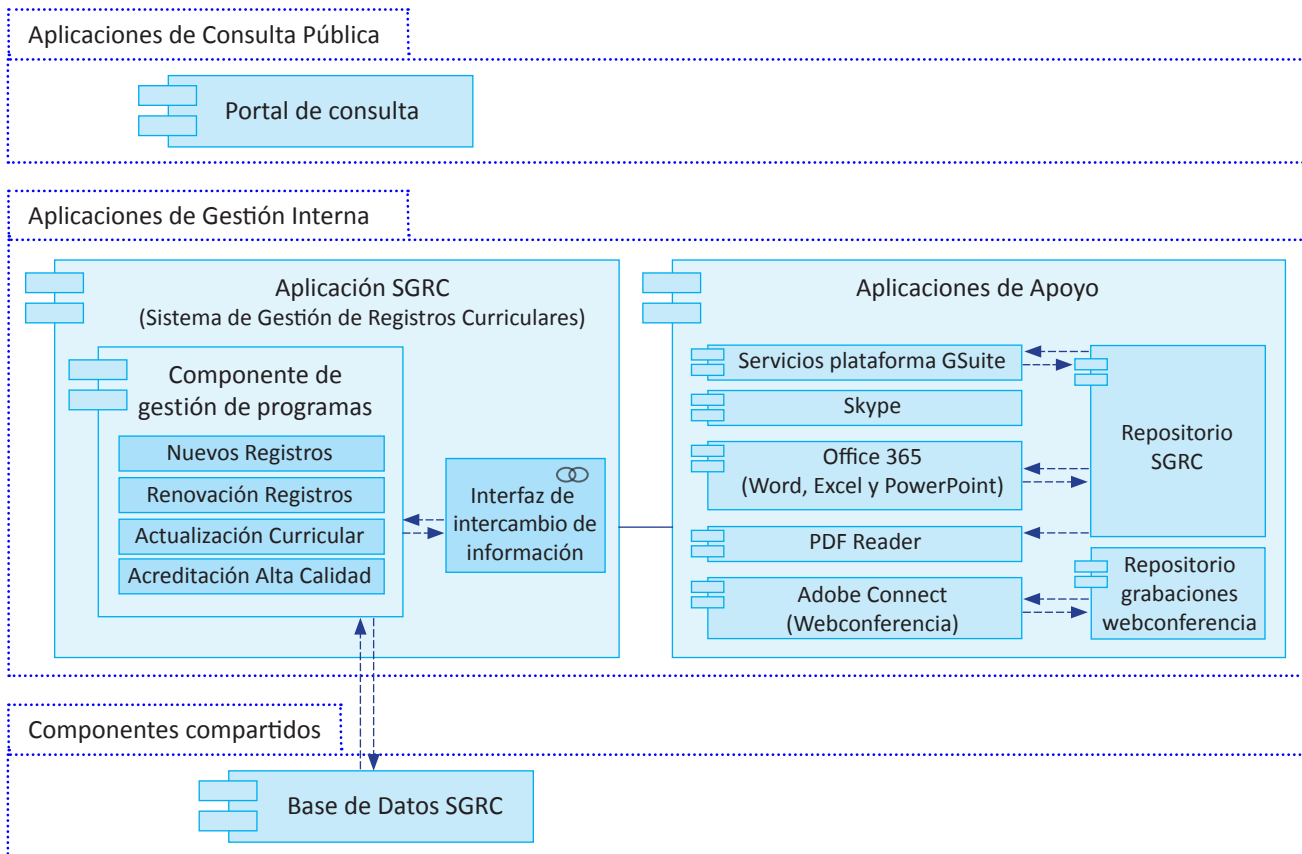 Aplicaciones de Consulta Pública
Portal de consulta
Aplicaciones de Gestión Interna
Aplicación SGRC
(Sistema de Gestión de Registros Curriculares)
Componente de
gestión de programas
Nuevos Registros
Renovación Registros
Actualización Curricular
Acreditación Alta Calidad
Interfaz de
intercambio de
información
Aplicaciones de Apoyo
Servicios plataforma GSuite
Skype
Office 365
(Word, Excel y PowerPoint)
PDF Reader
Adobe Connect
(Webconferencia)
Repositorio
SGRC
Repositorio
grabaciones
webconferencia
Componentes compartidos
Base de Datos SGRC